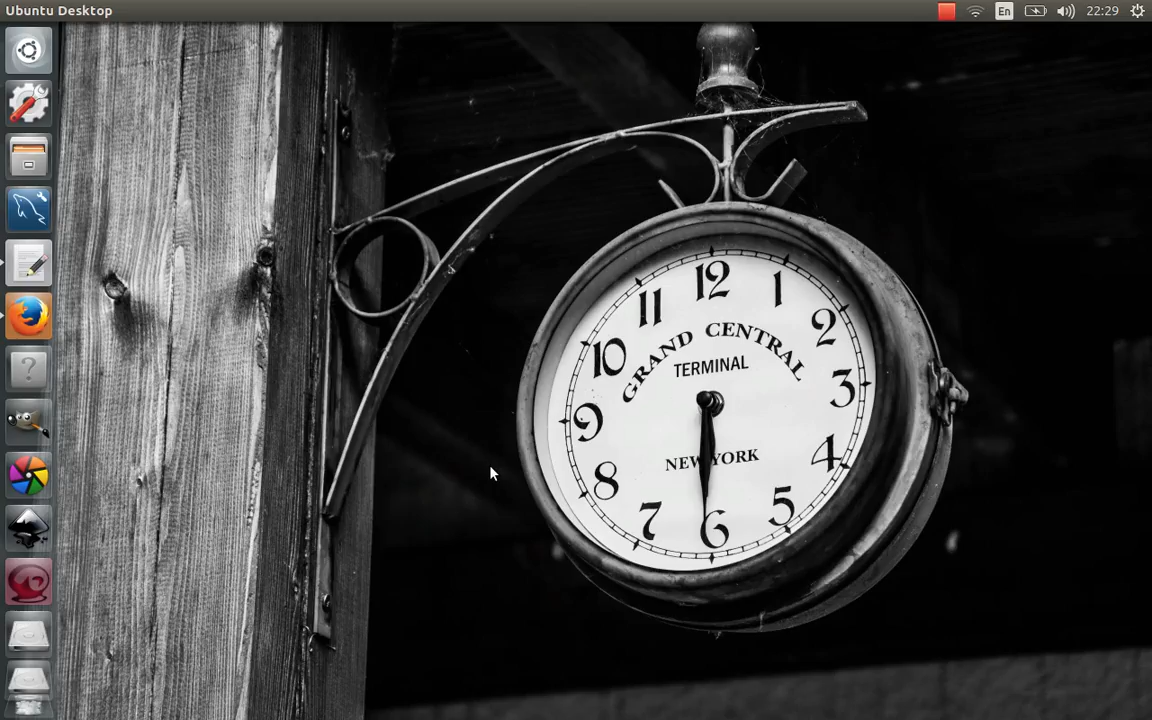 Ubuntu Desktop
En
22:29
12
11
1
10
2
GRAND CENTRAL
TERMINAL
9
3
NEW YORK
8
4
7
5
6
?